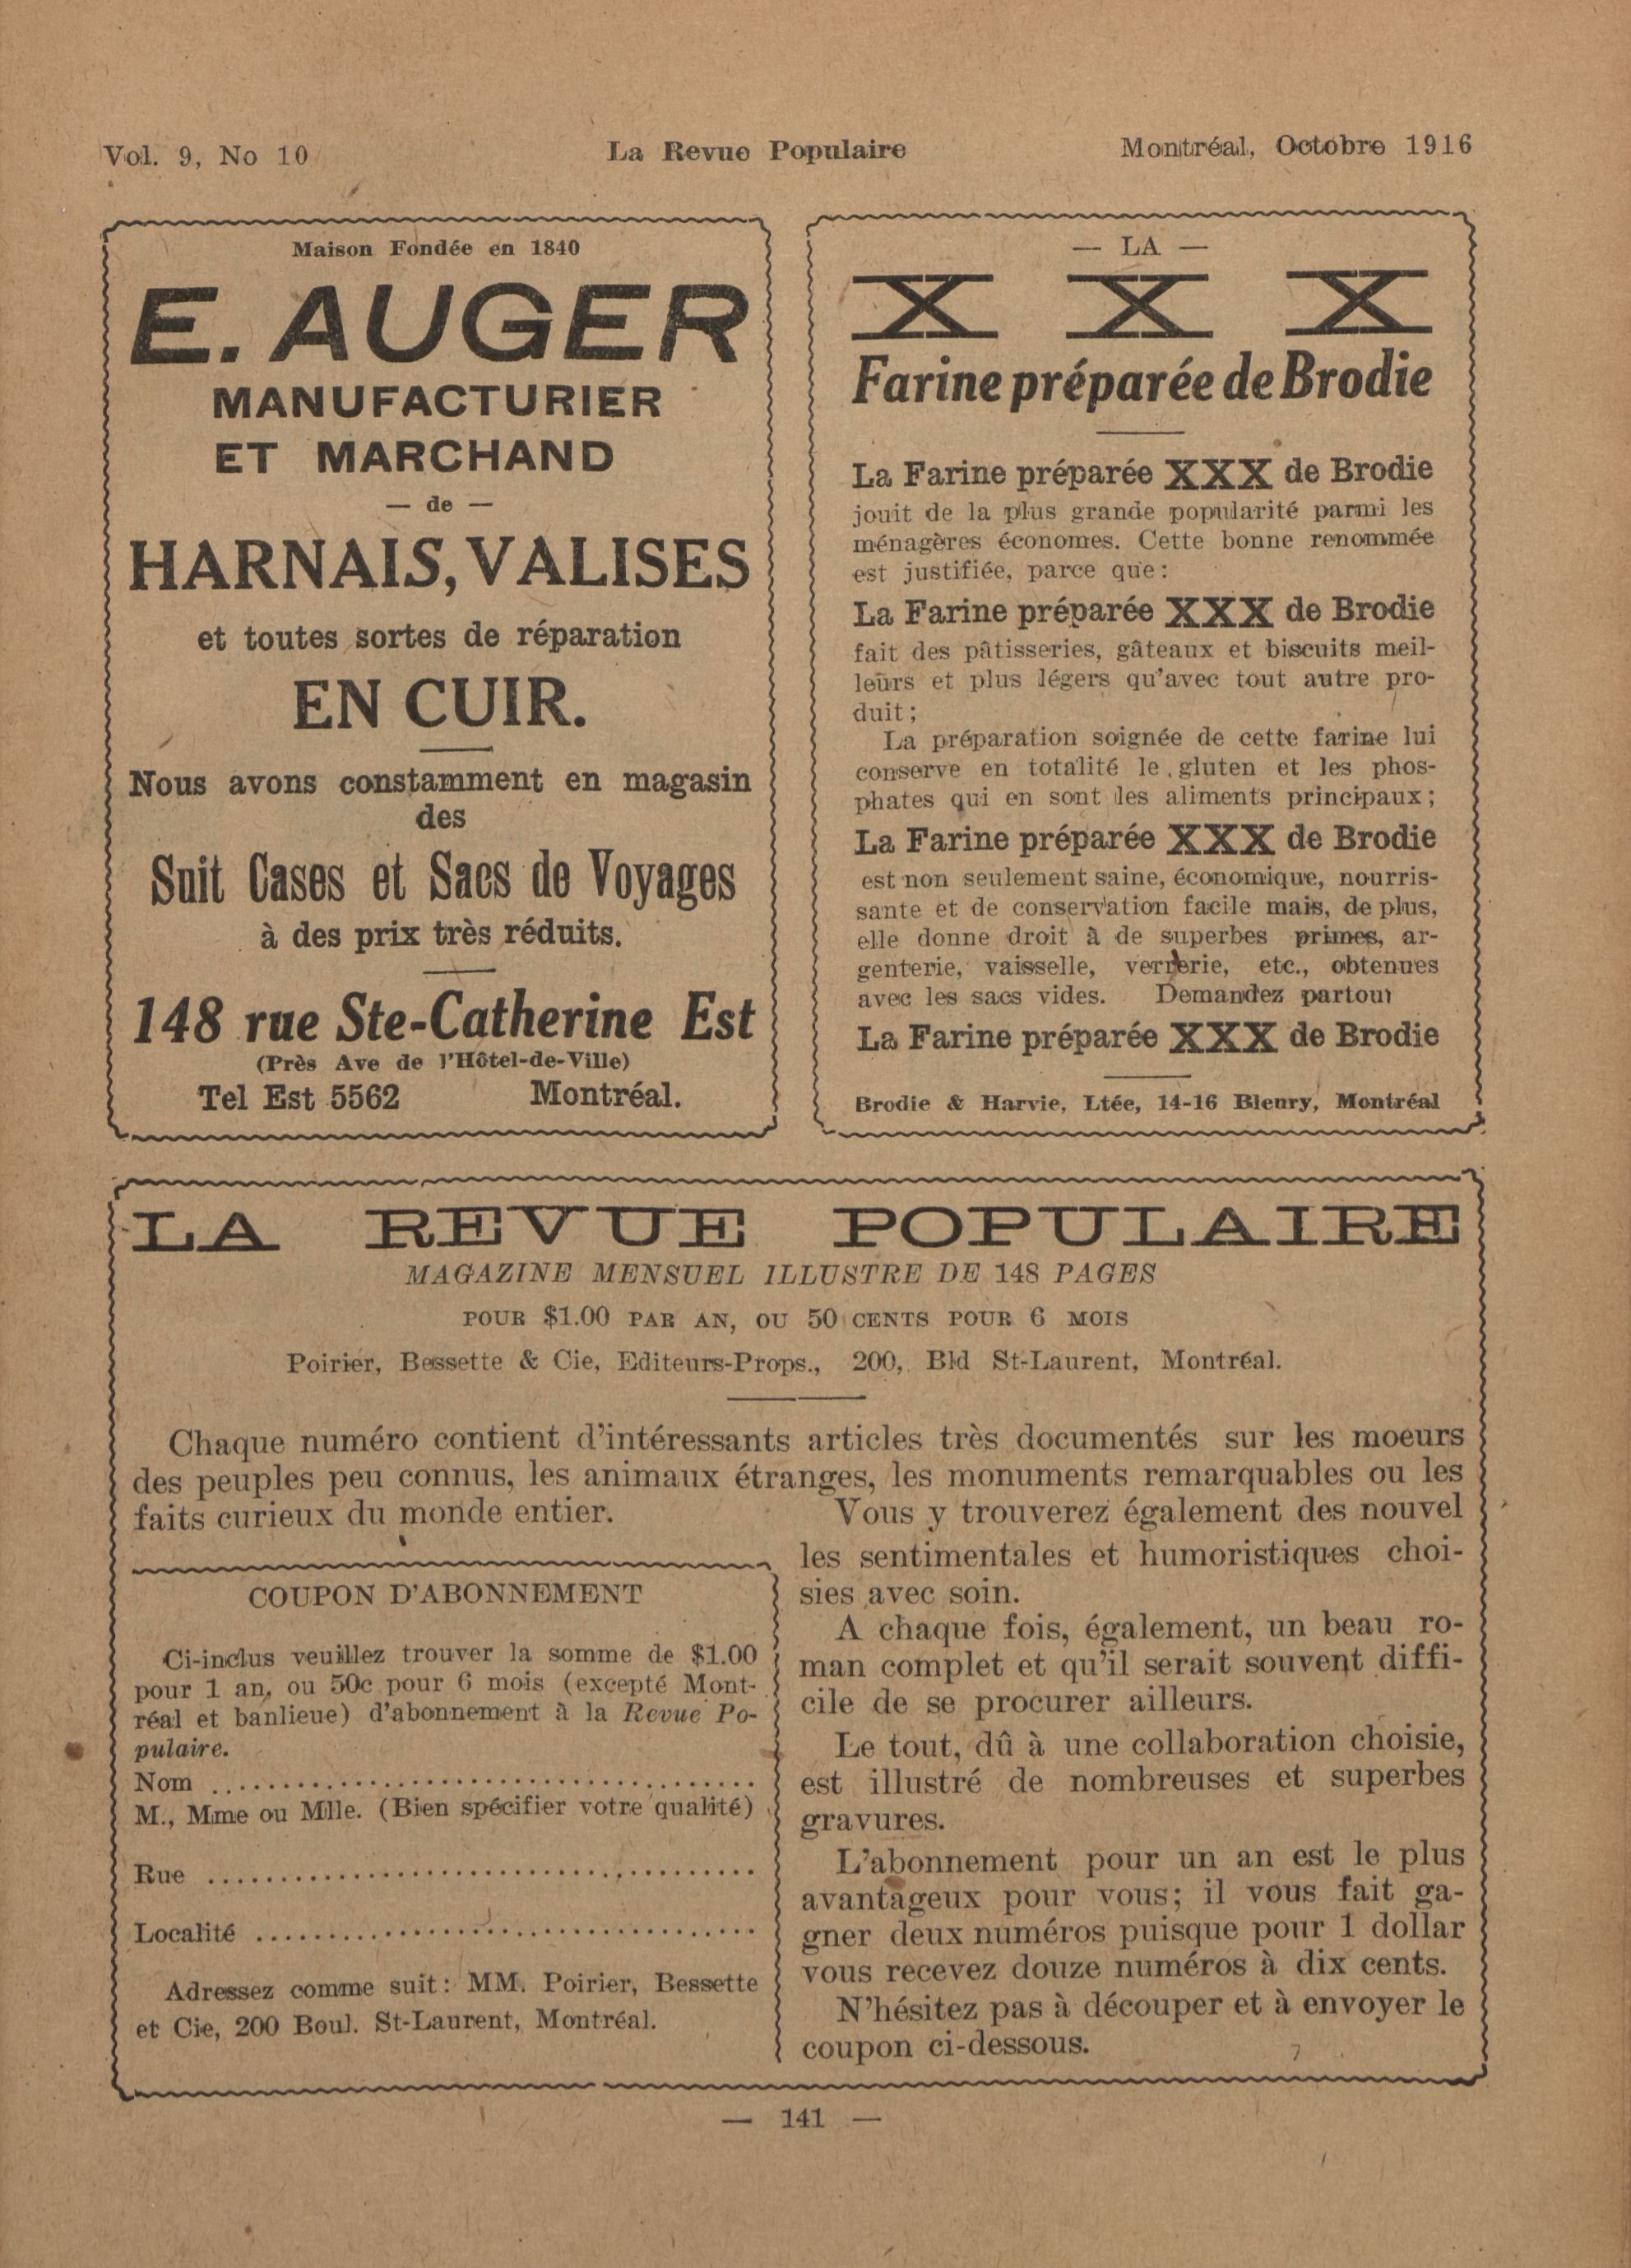 Vol. 9, No 10
La Revue Populaire
Montréal, Octobre 1916
Maison Fondée en 1840
E. AUGER
MANUFACTURIER
ET MARCHAND
— de —
HARNAIS, VALISES
et toutes sortes de réparation
EN CUIR.
Nous avons constamment en magasin
des
Suit Cases et Sacs de Voyages
à des prix très réduits.
148 rue Ste-Catherine Est
(Près Ave de l'Hôtel-de-Ville)
Tel Est 5562 Montréal.
— LA —
X X X
Farine préparée de Brodie
La Farine préparée XXX de Brodie
jouit de la plus grande popularité parmi les
ménagères économes. Cette bonne renommée
est justifiée, parce que:
La Farine préparée XXX de Brodie
fait des pâtisseries, gâteaux et biscuits meil-
leurs et plus légers qu'avec tout autre pro-
duit;
La préparation soignée de cette farine lui
conserve en totalité le gluten et les phos-
phates qui en sont les aliments principaux;
La Farine préparée XXX de Brodie
est non seulement saine, économique, nourris-
sante et de conservation facile mais, de plus,
elle donne droit à de superbes primes, ar-
genterie, vaisselle, verrerie, etc., obtenues
avec les sacs vides. Demandez partout
La Farine préparée XXX de Brodie
Brodie & Harvie, Ltée, 14-16 Bleury, Montréal
LA REVUE POPULAIRE
MAGAZINE MENSUEL ILLUSTRE DE 148 PAGES
POUR $1.00 PAR AN, OU 50 CENTS POUR 6 MOIS
Poirier, Bessette & Cie, Editeurs-Props., 200, Bld St-Laurent, Montréal.
Chaque numéro contient d'intéressants articles très documentés sur les moeurs
des peuples peu connus, les animaux étranges, les monuments remarquables ou les
faits curieux du monde entier.
COUPON D'ABONNEMENT
Ci-inclus veuillez trouver la somme de $1.00
pour 1 an, ou 50c pour 6 mois (excepté Mont-
réal et banlieue) d'abonnement à la Revue Po-
pulaire.
Nom ......................................
M., Mme ou Mlle. (Bien spécifier votre qualité)
Rue ......................................
Localité ..................................
Adressez comme suit: MM. Poirier, Bessette
et Cie, 200 Boul. St-Laurent, Montréal.
Vous y trouverez également des nouvel
les sentimentales et humoristiques choi-
sies avec soin.
A chaque fois, également, un beau ro-
man complet et qu'il serait souvent diffi-
cile de se procurer ailleurs.
Le tout, dû à une collaboration choisie,
est illustré de nombreuses et superbes
gravures.
L'abonnement pour un an est le plus
avantageux pour vous; il vous fait ga-
gner deux numéros puisque pour 1 dollar
vous recevez douze numéros à dix cents.
N'hésitez pas à découper et à envoyer le
coupon ci-dessous.
— 141 —